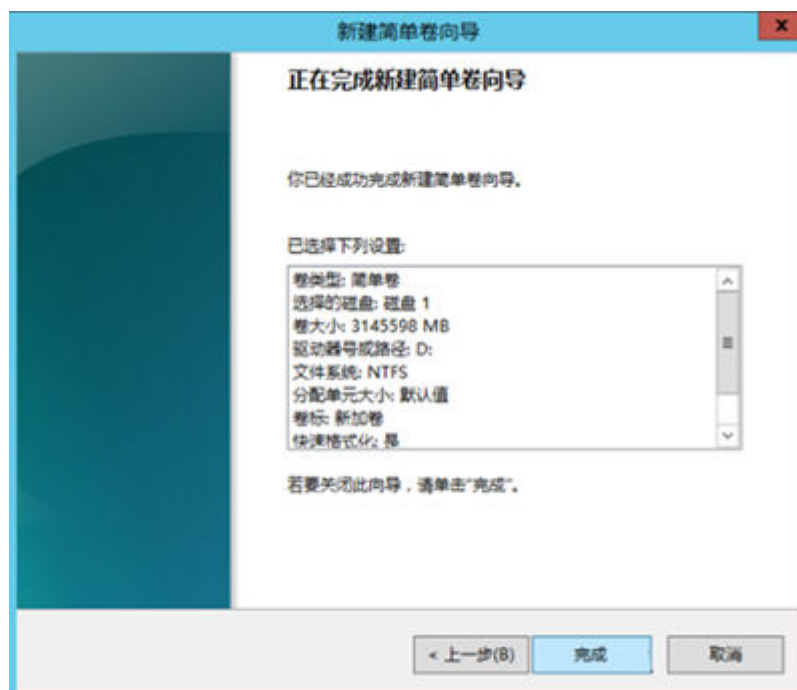 新建简单卷向导
x
正在完成新建简单卷向导
你已经成功完成新建简单卷向导。
已选择下列设置:
卷类型: 简单卷
选择的磁盘: 磁盘 1
卷大小: 3145598 MB
驱动器号或路径: D:
文件系统: NTFS
分配单元大小: 默认值
卷标: 新加卷
快速格式化: 是
若要关闭此向导，请单击"完成"。
< 上一步(B)
完成
取消